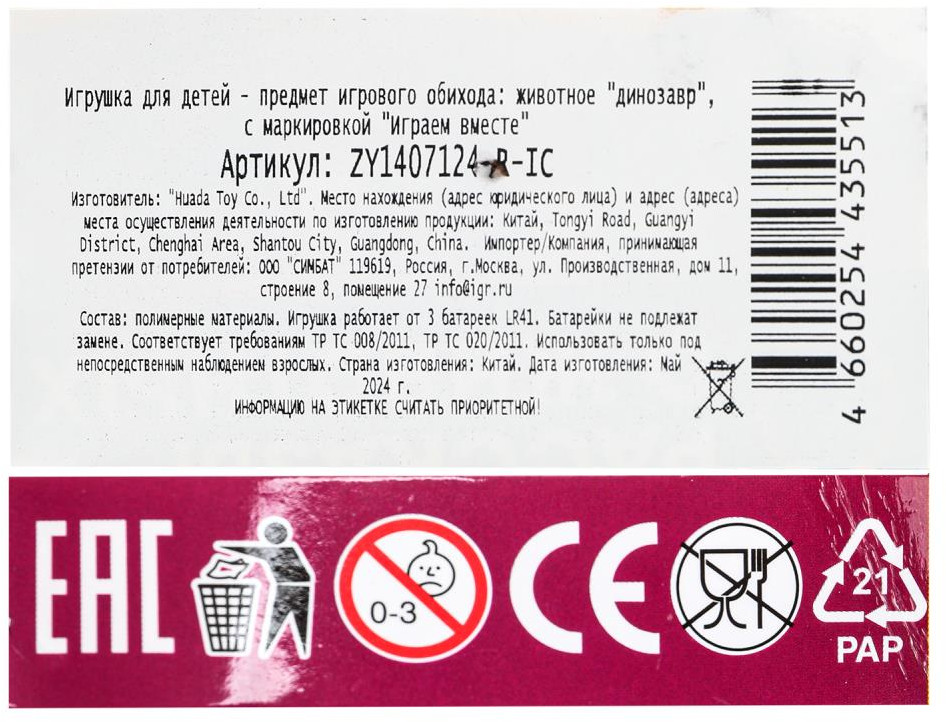 Игрушка для детей - предмет игрового обихода: животное "динозавр",
с маркировкой "Играем вместе"
Артикул: ZY1407124-R-IC
Изготовитель: "Huada Toy Co., Ltd". Место нахождения (адрес юридического лица) и адрес (адреса)
места осуществления деятельности по изготовлению продукции: Китай, Tongyi Road, Guangyi
District, Chenghai Area, Shantou City, Guangdong, China. Импортер/Компания, принимающая
претензии от потребителей: ООО "СИМБАТ" 119619, Россия, г.Москва, ул. Производственная, дом 11,
строение 8, помещение 27 info@igr.ru
Состав: полимерные материалы. Игрушка работает от 3 батареек LR41. Батарейки не подлежат
замене. Соответствует требованиям ТР ТС 008/2011, ТР ТС 020/2011. Использовать только под
непосредственным наблюдением взрослых. Страна изготовления: Китай. Дата изготовления: Май
2024 г.
ИНФОРМАЦИЮ НА ЭТИКЕТКЕ СЧИТАТЬ ПРИОРИТЕТНОЙ!
4 660254 435513
EAC
0-3
CE
21
PAP